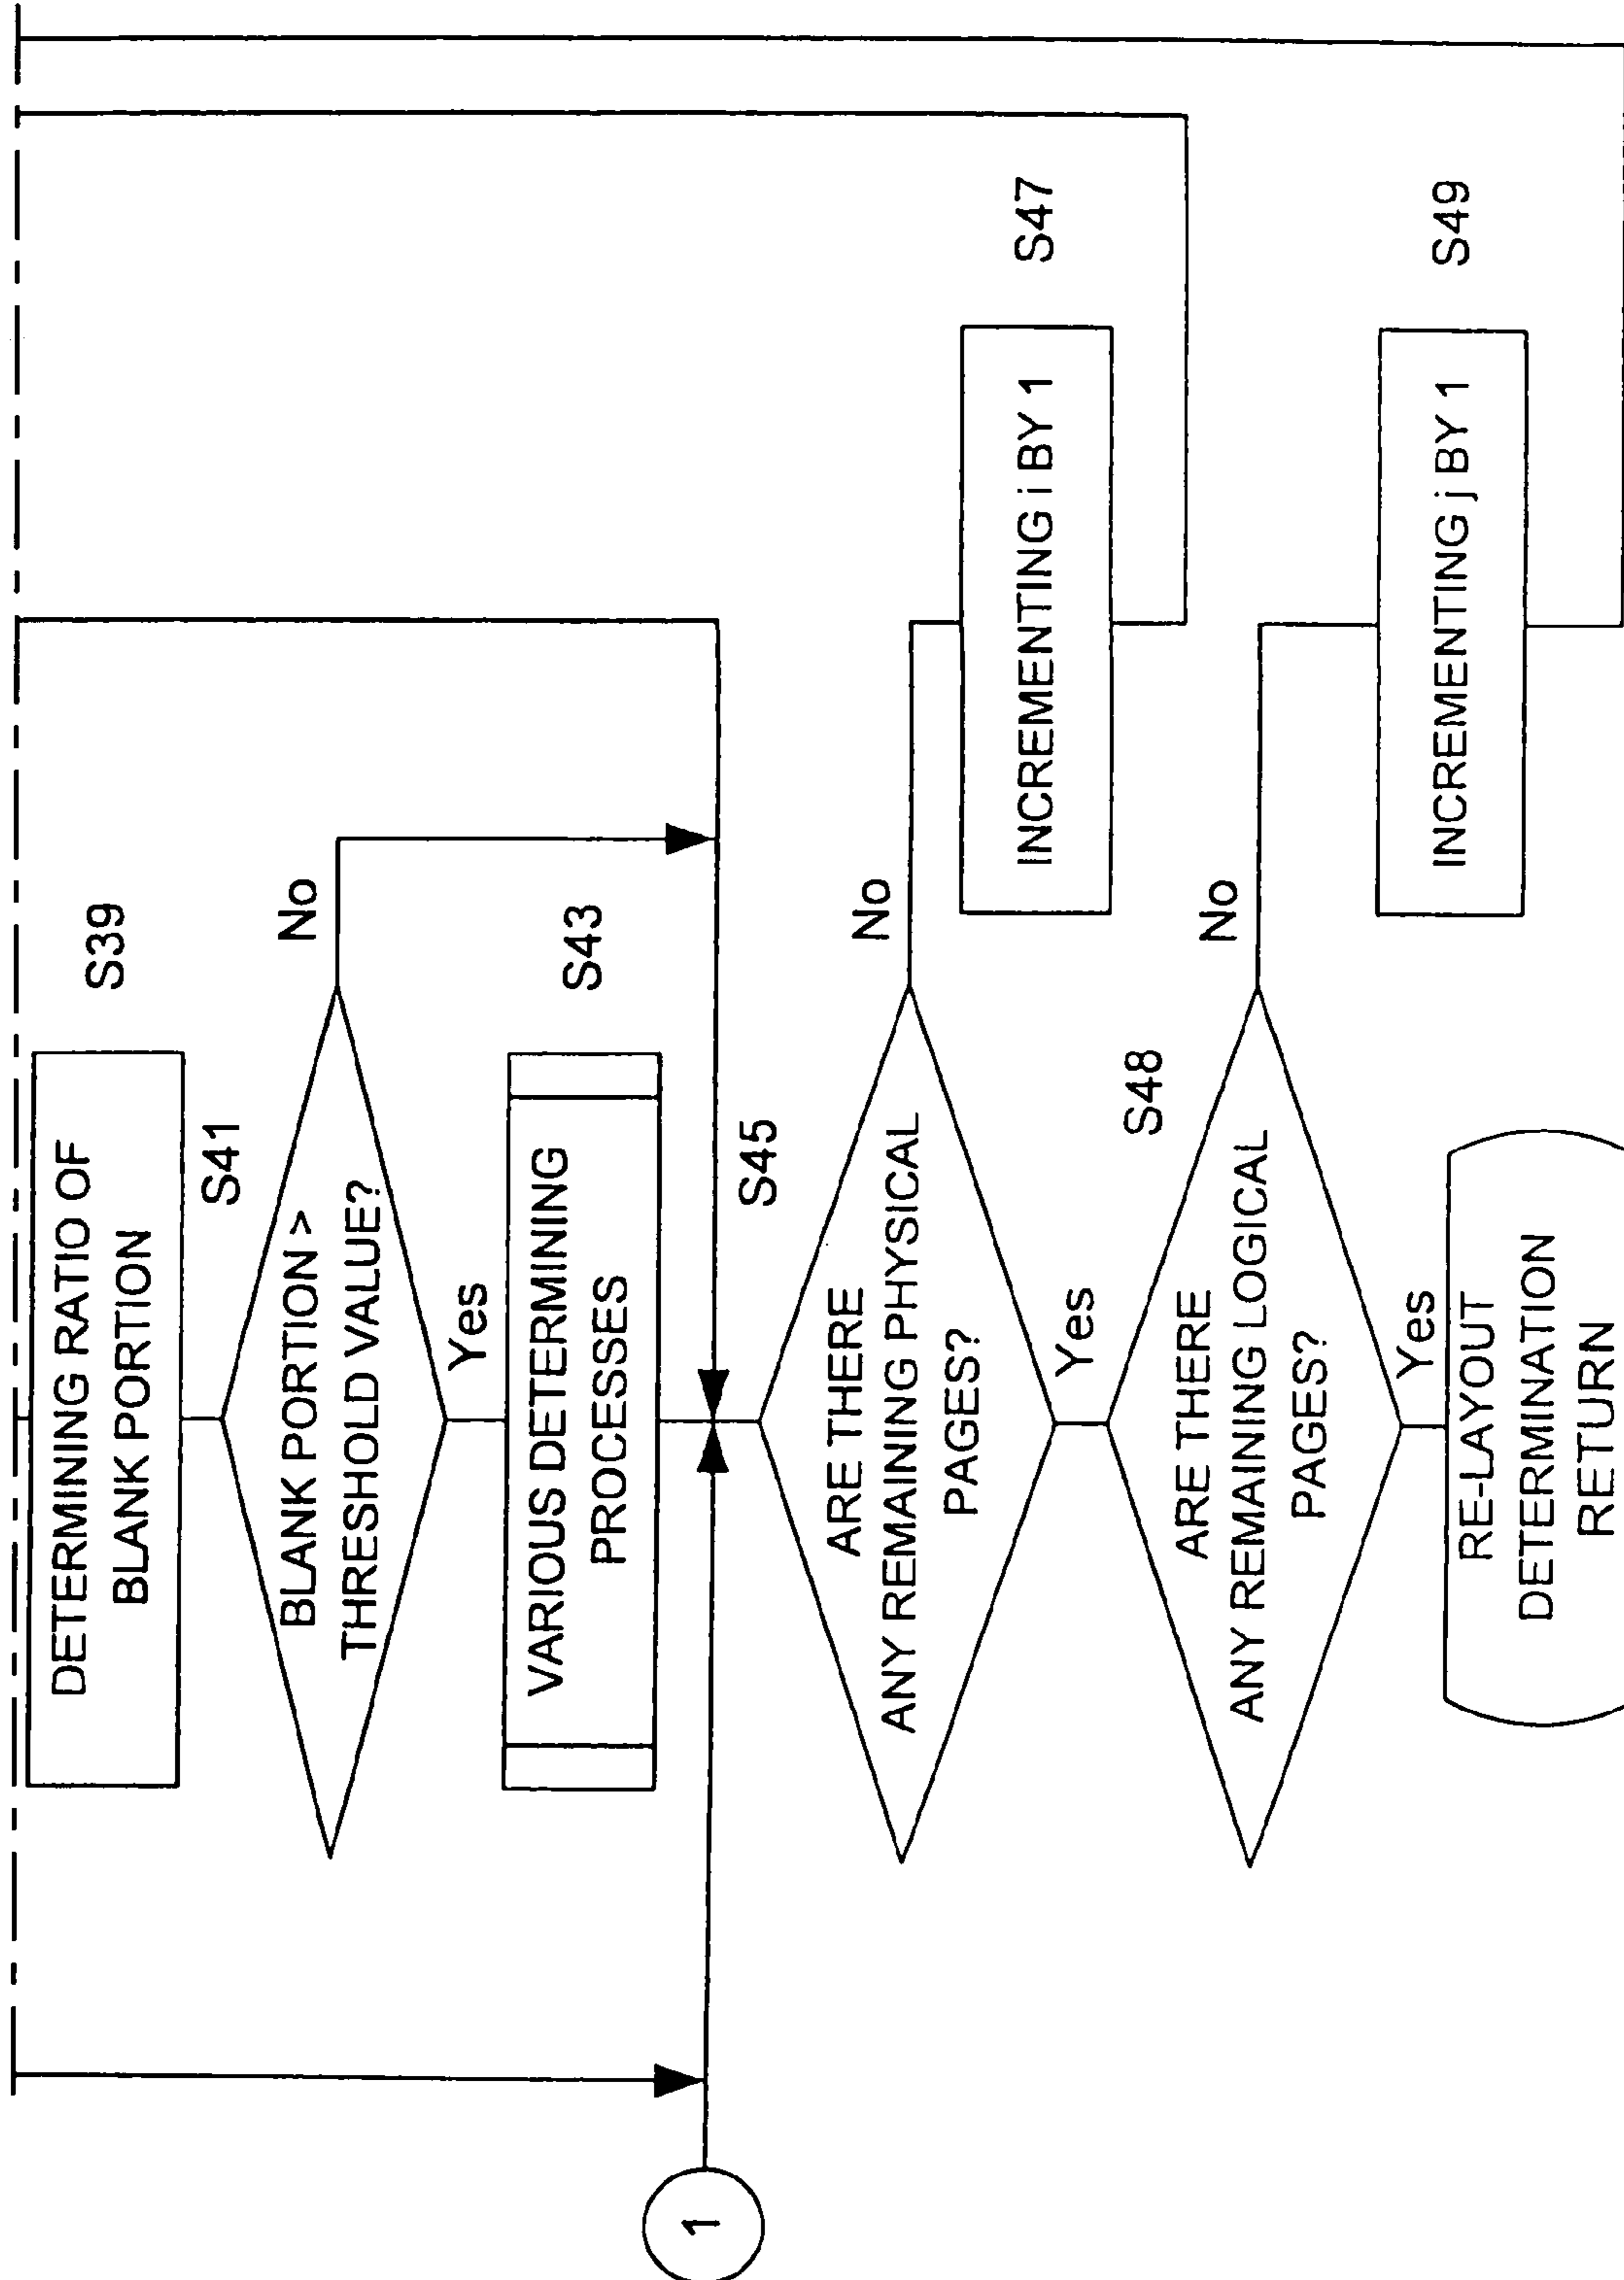 DETERMINING RATIO OF
BLANK PORTION
S39
S41
BLANK PORTION >
THRESHOLD VALUE?
No
Yes
VARIOUS DETERMINING
PROCESSES
S43
1
S45
ARE THERE
ANY REMAINING PHYSICAL
PAGES?
No
INCREMENTING i BY 1
S47
Yes
S48
ARE THERE
ANY REMAINING LOGICAL
PAGES?
No
INCREMENTING j BY 1
S49
Yes
RE-LAYOUT
DETERMINATION
RETURN